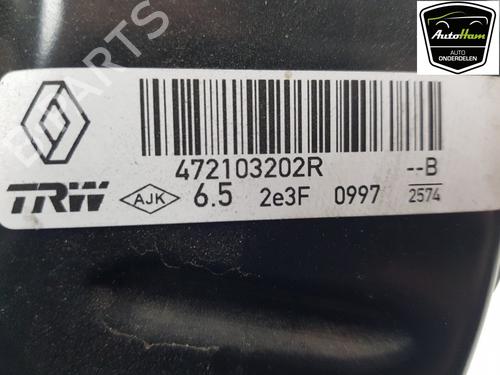 AUTOHAM
AUTO
ONDERDELEN
B-PARTS
472103202R --B
TRW AJK 6.5 2e3F 0997 2574